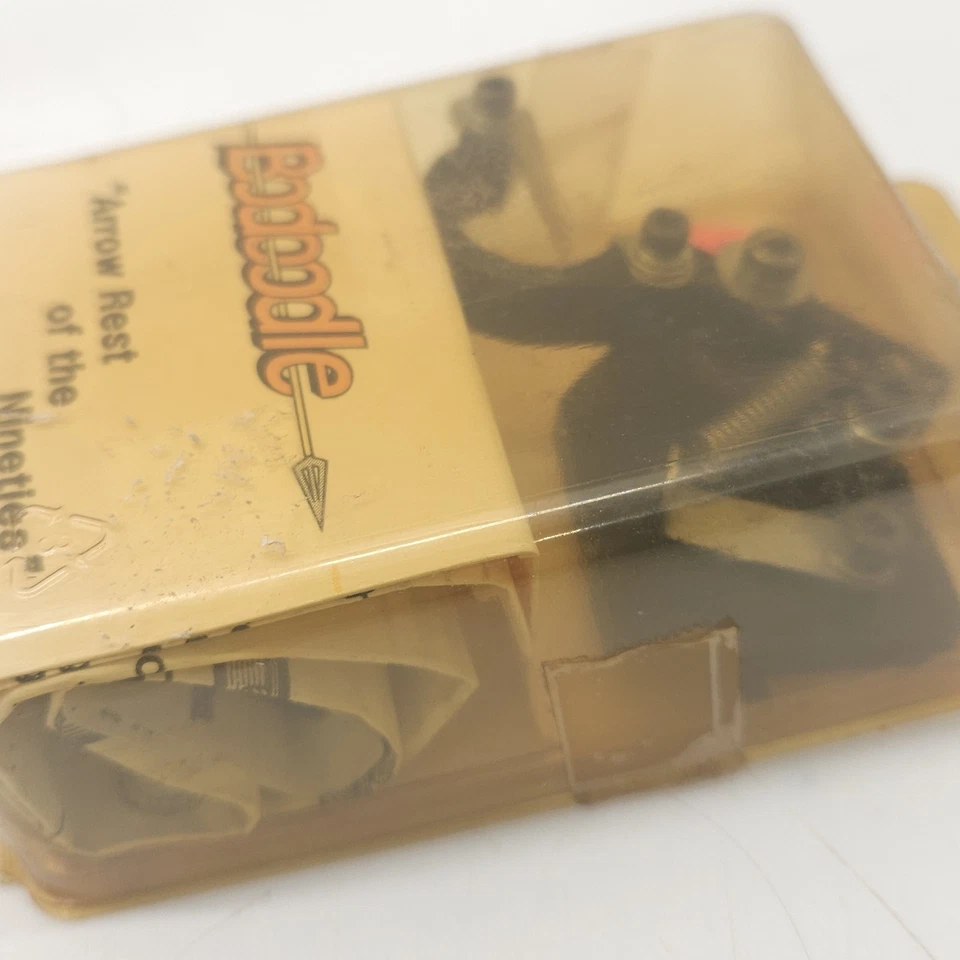 Bodoodle
"Arrow Rest
of the
Nineties"